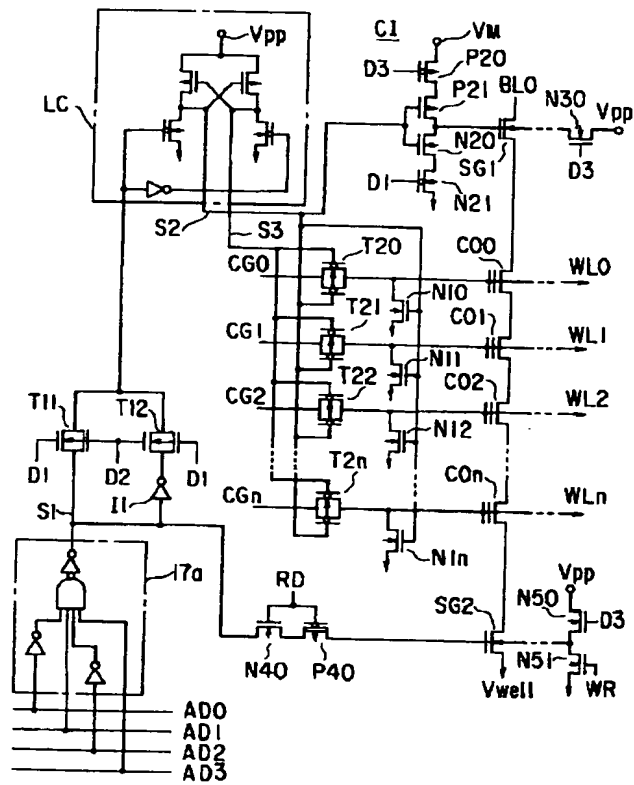 Vpp
CI
VM
P20
D3
P21
BL0
N30
Vpp
LC
N20
SG1
D3
D1
N21
S2
S3
T20
C00
CG0
WL0
N10
T21
C01
CG1
WL1
N11
T22
C02
CG2
WL2
T11
T12
N12
D1
D2
D1
T2n
C0n
CGn
WLn
S1
I1
N1n
17a
RD
Vpp
SG2
N50
D3
N51
N40
P40
Vwell
WR
AD0
AD1
AD2
AD3